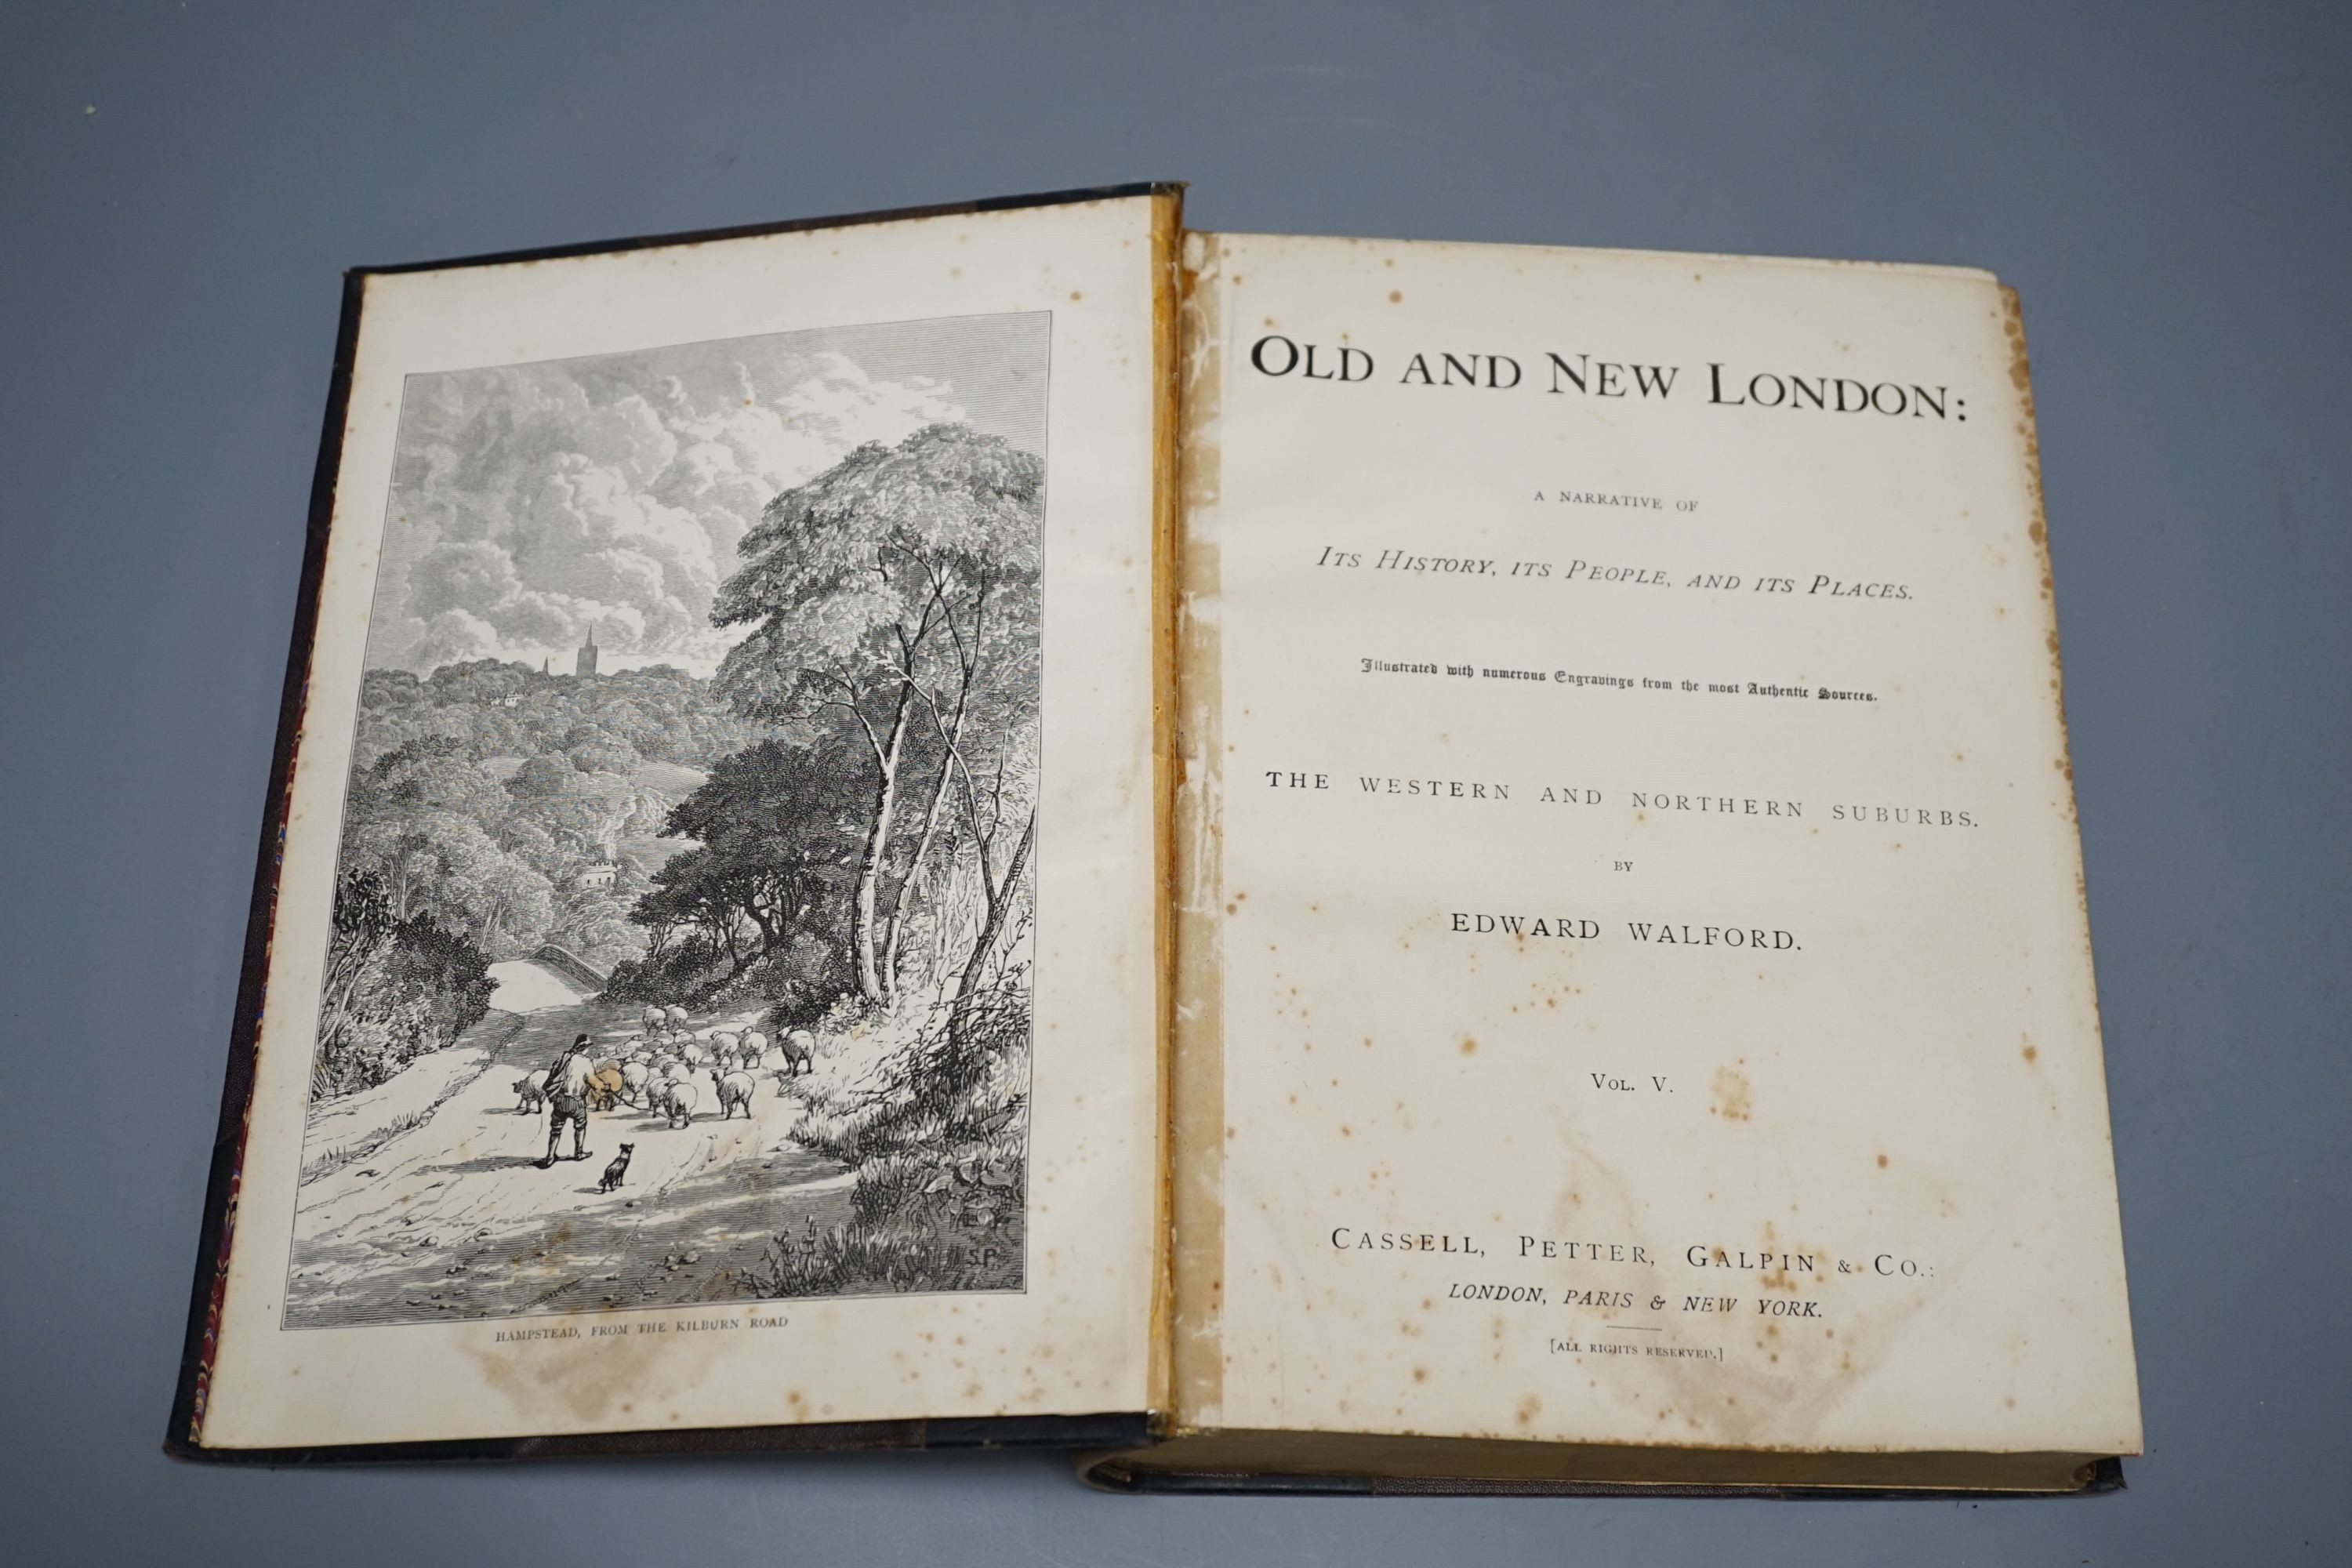 S.P.
HAMPSTEAD, FROM THE KILBURN ROAD
OLD AND NEW LONDON:
A NARRATIVE OF
ITS HISTORY, ITS PEOPLE, AND ITS PLACES.
Illustrated with numerous Engravings from the most Authentic Sources.
THE WESTERN AND NORTHERN SUBURBS.
BY
EDWARD WALFORD.
VOL. V.
CASSELL, PETTER, GALPIN & CO.:
LONDON, PARIS & NEW YORK.
[ALL RIGHTS RESERVED.]